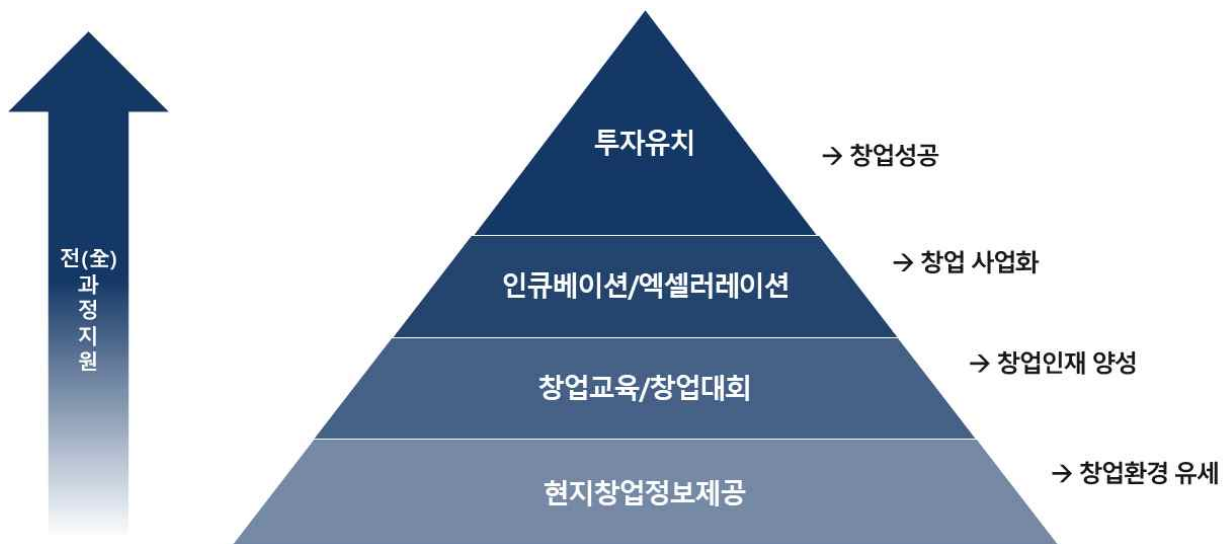 투자유치
→ 창업성공
전(全)
과
정
지
원
인큐베이션/엑셀러레이션
→ 창업 사업화
창업교육/창업대회
→ 창업인재 양성
현지창업정보제공
→ 창업환경 유세